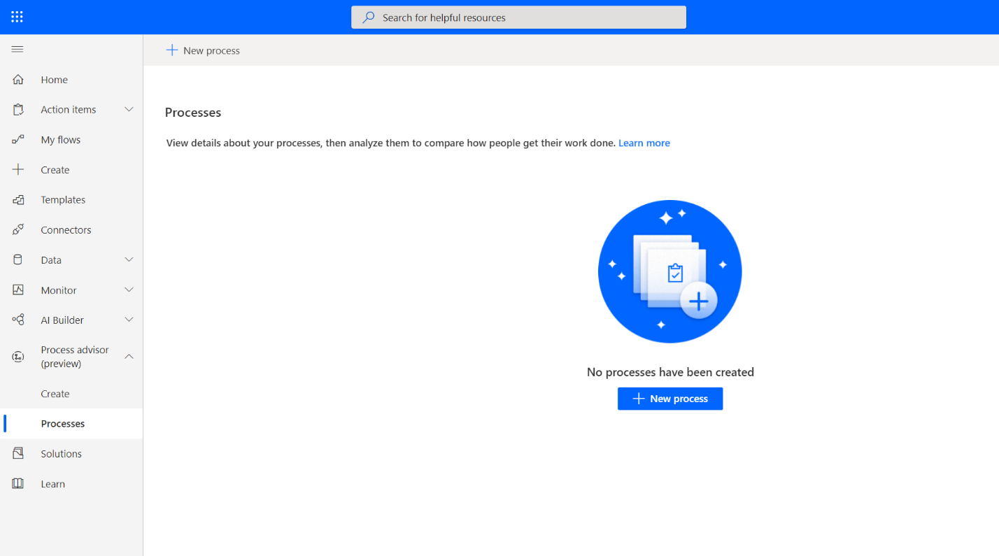 Search for helpful resources
New process
Home
Action items
My flows
Create
Templates
Connectors
Data
Monitor
AI Builder
Process advisor
(preview)
Create
Processes
Solutions
Learn
Processes
View details about your processes, then analyze them to compare how people get their work done. Learn more
No processes have been created
New process